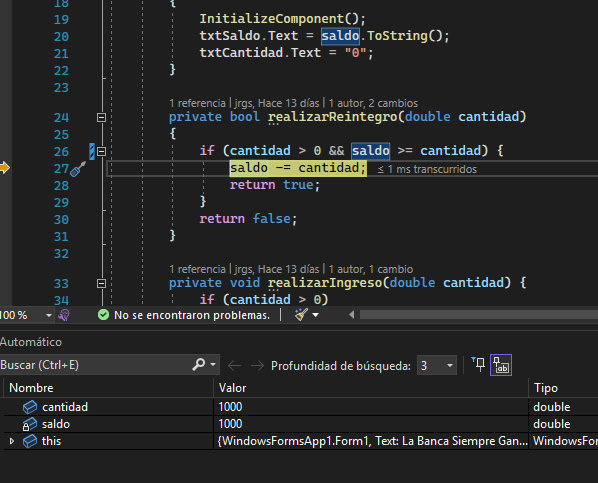 18 {
19 InitializeComponent();
20 txtSaldo.Text = saldo.ToString();
21 txtCantidad.Text = "0";
22 }
23
1 referencia | jrgs, Hace 13 días | 1 autor, 2 cambios
24 private bool realizarReintegro(double cantidad)
25 {
26 if (cantidad > 0 && saldo >= cantidad) {
27 saldo -= cantidad; ≤ 1 ms transcurridos
28 return true;
29 }
30 return false;
31 }
32
1 referencia | jrgs, Hace 13 días | 1 autor, 1 cambio
33 private void realizarIngreso(double cantidad) {
34 if (cantidad > 0)
100 % No se encontraron problemas.
Automático
Buscar (Ctrl+E) Profundidad de búsqueda: 3
Nombre Valor Tipo
cantidad 1000 double
saldo 1000 double
this {WindowsFormsApp1.Form1, Text: La Banca Siempre Gan... WindowsFo